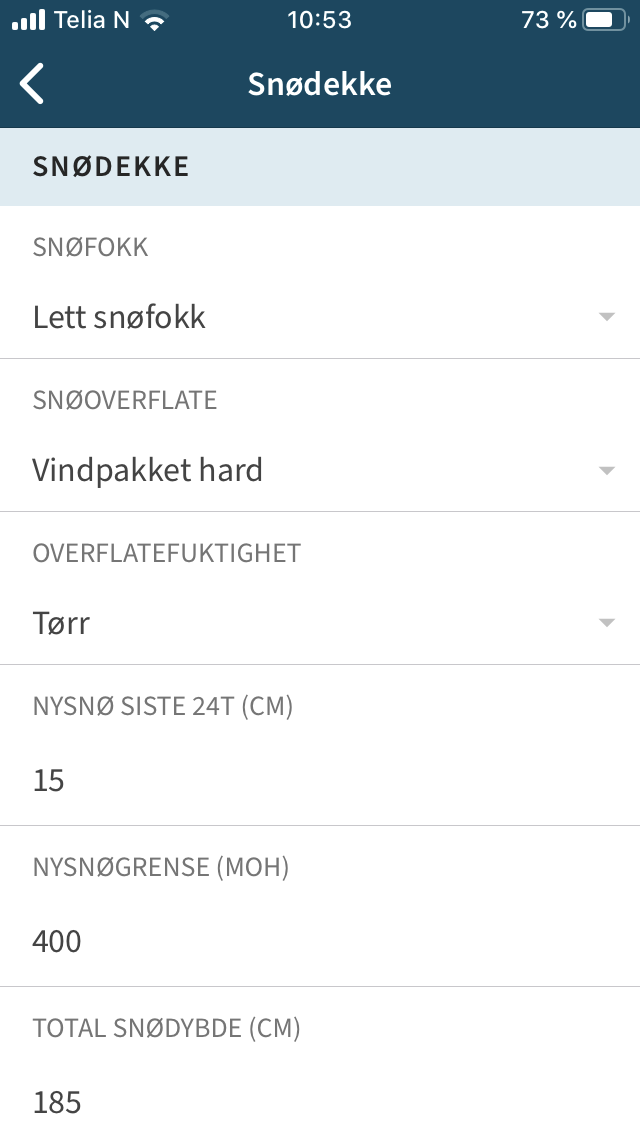 Telia N 10:53 73 %
Snødekke
SNØDEKKE
SNØFOKK
Lett snøfokk
SNØOVERFLATE
Vindpakket hard
OVERFLATEFUKTIGHET
Tørr
NYSNØ SISTE 24T (CM)
15
NYSNØGRENSE (MOH)
400
TOTAL SNØDYBDE (CM)
185